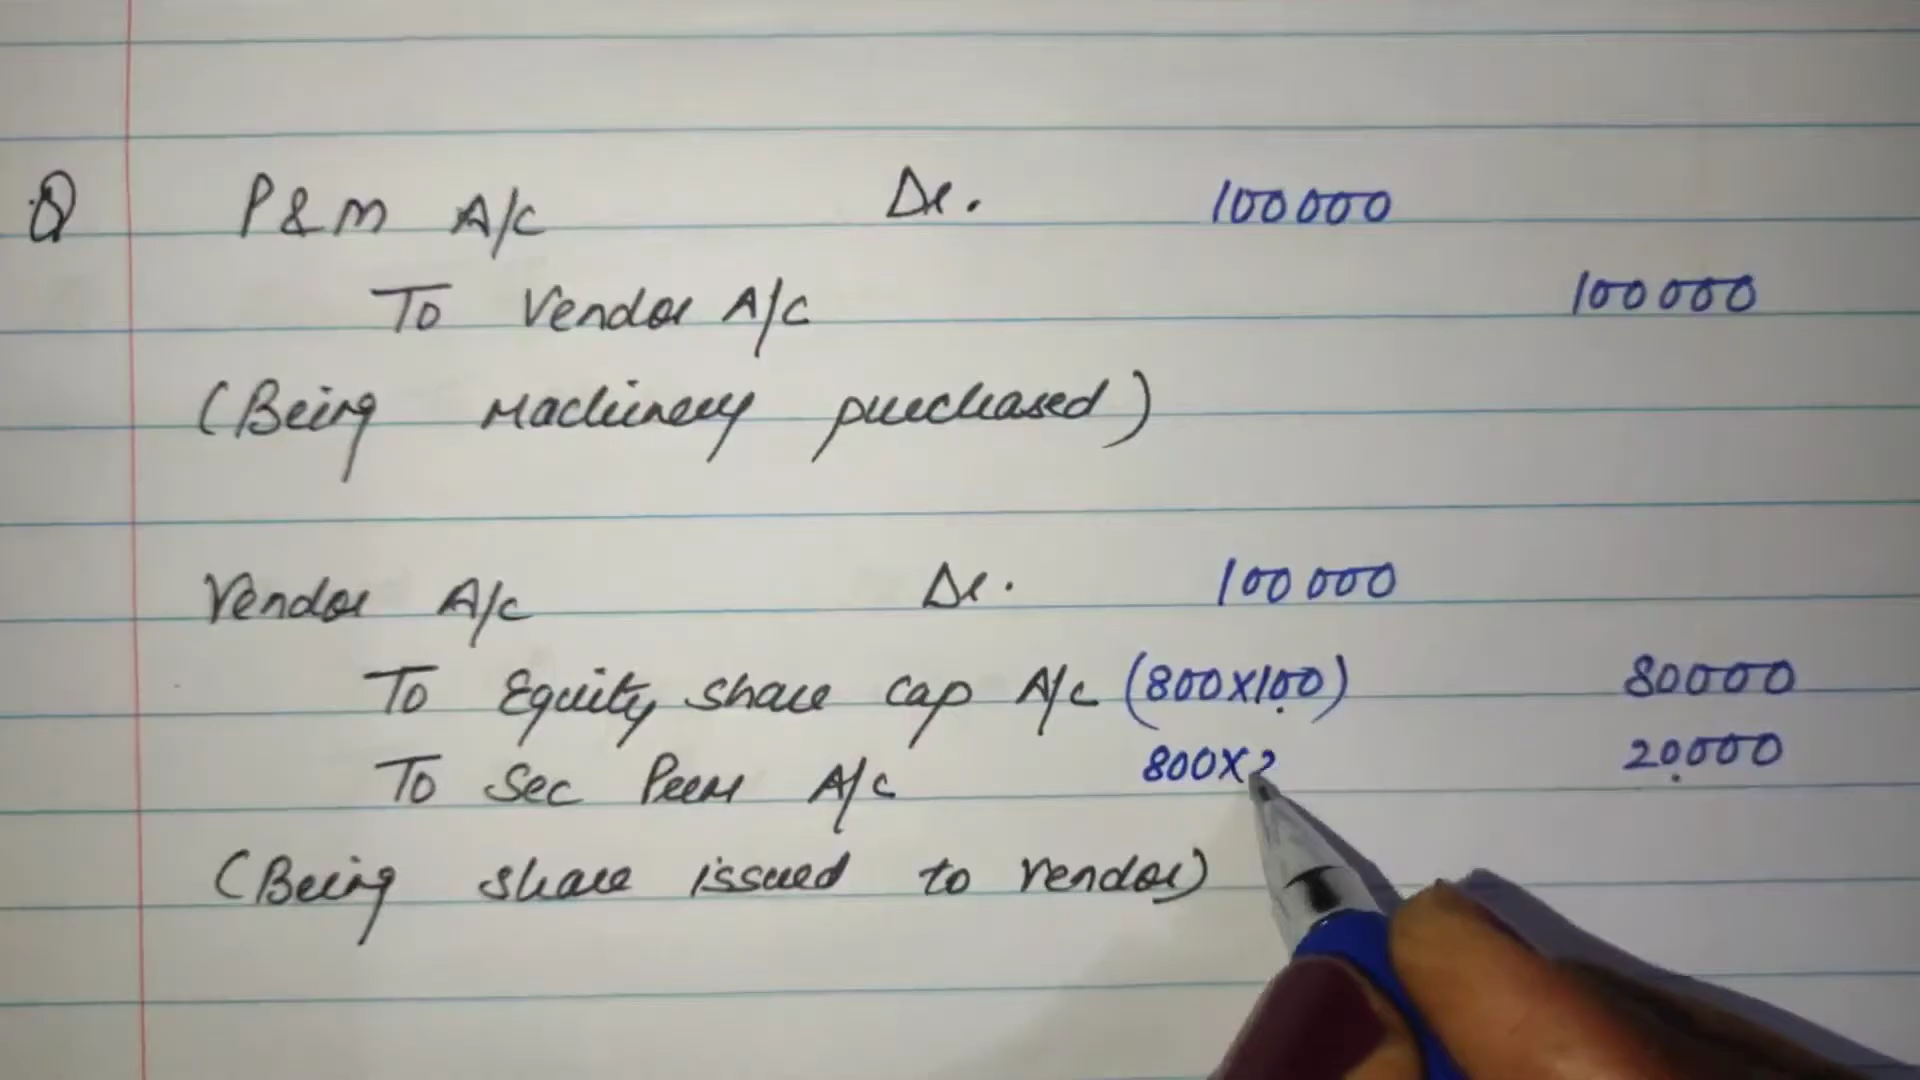 Q P & M A/c Dr. 100000
To Vendor A/c 100000
(Being Machinery purchased)
Vendor A/c Dr. 100000
To Equity share cap A/c (800x100) 80000
To Sec Prem A/c 800x2 20000
(Being share issued to vendor)